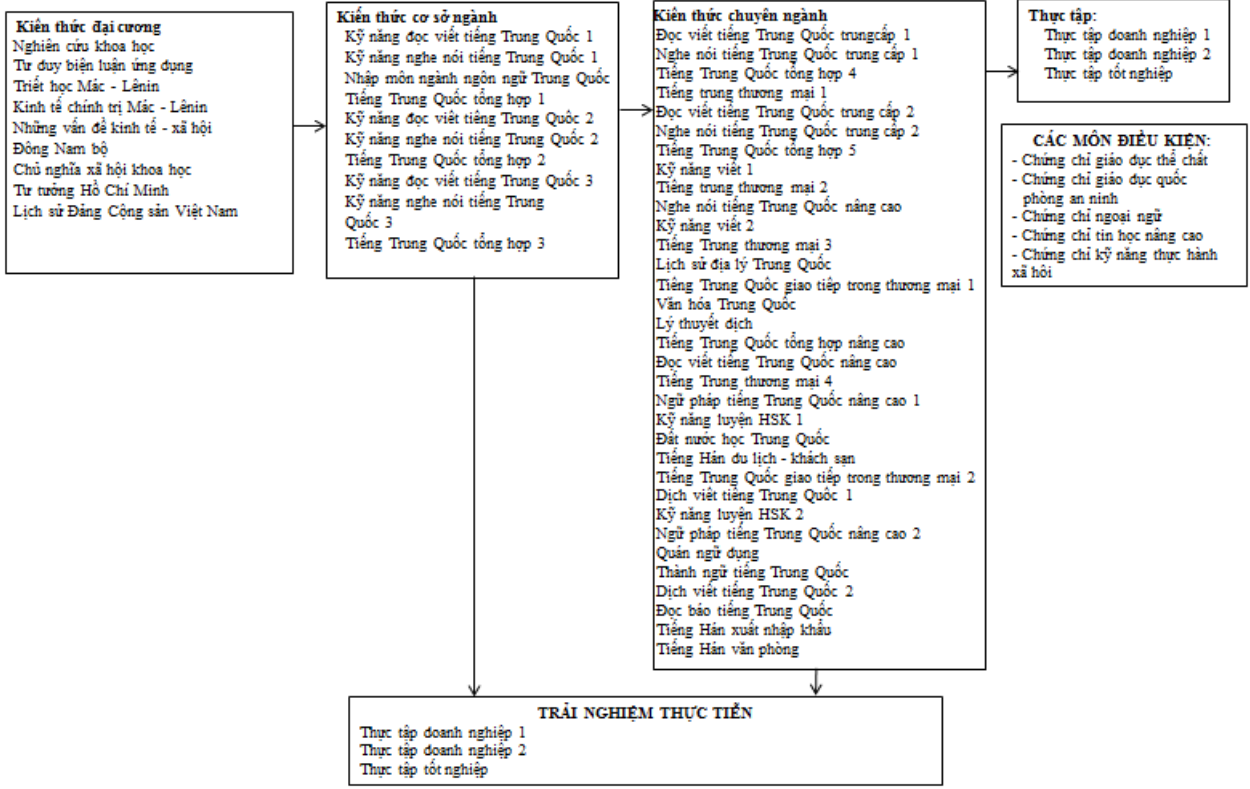 Kiến thức đại cương
Nghiên cứu khoa học
Tư duy biện luận ứng dụng
Triết học Mác - Lênin
Kinh tế chính trị Mác - Lênin
Những vấn đề kinh tế - xã hội
Đông Nam bộ
Chủ nghĩa xã hội khoa học
Tư tưởng Hồ Chí Minh
Lịch sử Đảng Cộng sản Việt Nam
Kiến thức cơ sở ngành
Kỹ năng đọc viết tiếng Trung Quốc 1
Kỹ năng nghe nói tiếng Trung Quốc 1
Nhập môn ngành ngôn ngữ Trung Quốc
Tiếng Trung Quốc tổng hợp 1
Kỹ năng đọc viết tiếng Trung Quốc 2
Kỹ năng nghe nói tiếng Trung Quốc 2
Tiếng Trung Quốc tổng hợp 2
Kỹ năng đọc viết tiếng Trung Quốc 3
Kỹ năng nghe nói tiếng Trung
Quốc 3
Tiếng Trung Quốc tổng hợp 3
Kiến thức chuyên ngành
Đọc viết tiếng Trung Quốc trungcấp 1
Nghe nói tiếng Trung Quốc trung cấp 1
Tiếng Trung Quốc tổng hợp 4
Tiếng trung thương mại 1
Đọc viết tiếng Trung Quốc trung cấp 2
Nghe nói tiếng Trung Quốc trung cấp 2
Tiếng Trung Quốc tổng hợp 5
Kỹ năng viết 1
Tiếng trung thương mại 2
Nghe nói tiếng Trung Quốc nâng cao
Kỹ năng viết 2
Tiếng Trung thương mại 3
Lịch sử địa lý Trung Quốc
Tiếng Trung Quốc giao tiếp trong thương mại 1
Văn hóa Trung Quốc
Lý thuyết dịch
Tiếng Trung Quốc tổng hợp nâng cao
Đọc viết tiếng Trung Quốc nâng cao
Tiếng Trung thương mại 4
Ngữ pháp tiếng Trung Quốc nâng cao 1
Kỹ năng luyện HSK 1
Đất nước học Trung Quốc
Tiếng Hán du lịch - khách sạn
Tiếng Trung Quốc giao tiếp trong thương mại 2
Dịch viết tiếng Trung Quốc 1
Kỹ năng luyện HSK 2
Ngữ pháp tiếng Trung Quốc nâng cao 2
Quán ngữ dụng
Thành ngữ tiếng Trung Quốc
Dịch viết tiếng Trung Quốc 2
Đọc báo tiếng Trung Quốc
Tiếng Hán xuất nhập khẩu
Tiếng Hán văn phòng
Thực tập:
Thực tập doanh nghiệp 1
Thực tập doanh nghiệp 2
Thực tập tốt nghiệp
CÁC MÔN ĐIỀU KIỆN:
- Chứng chỉ giáo dục thể chất
- Chứng chỉ giáo dục quốc
phòng an ninh
- Chứng chỉ ngoại ngữ
- Chứng chỉ tin học nâng cao
- Chứng chỉ kỹ năng thực hành
xã hôi
TRẢI NGHIỆM THỰC TIỄN
Thực tập doanh nghiệp 1
Thực tập doanh nghiệp 2
Thực tập tốt nghiệp